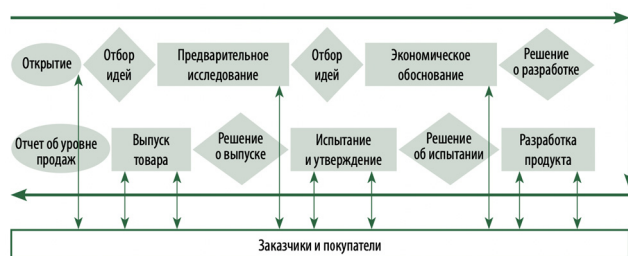 Открытие
Отбор
идей
Предварительное
исследование
Отбор
идей
Экономическое
обоснование
Решение
о разработке
Отчет об уровне
продаж
Выпуск
товара
Решение
о выпуске
Испытание
и утверждение
Решение
об испытании
Разработка
продукта
Заказчики и покупатели